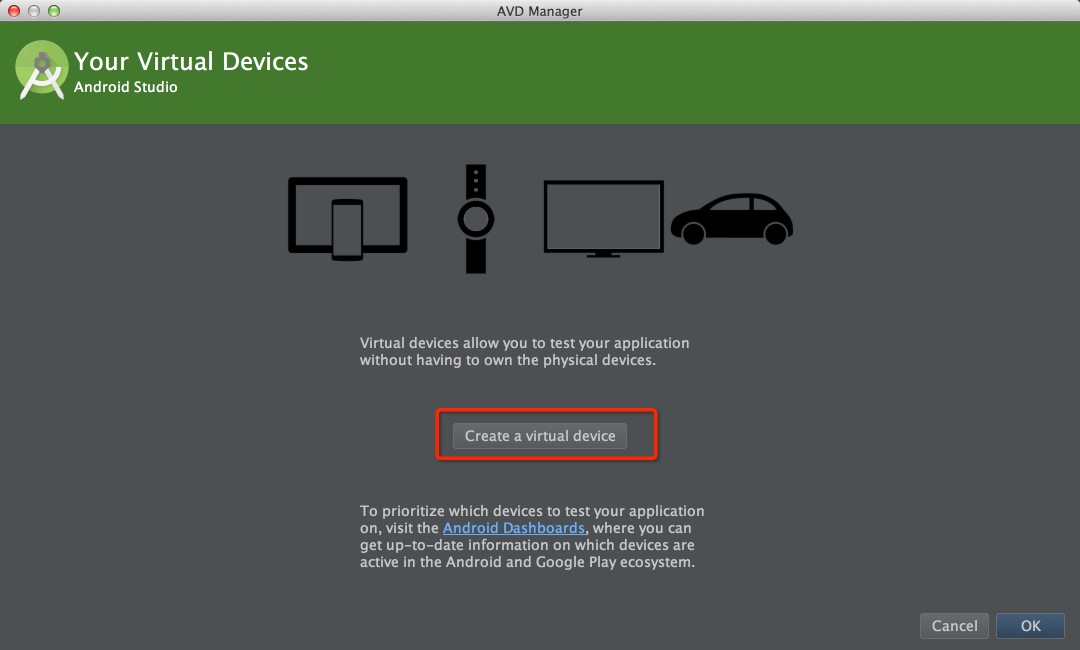 AVD Manager
Your Virtual Devices
Android Studio
Virtual devices allow you to test your application
without having to own the physical devices.
Create a virtual device
To prioritize which devices to test your application
on, visit the Android Dashboards, where you can
get up-to-date information on which devices are
active in the Android and Google Play ecosystem.
Cancel OK